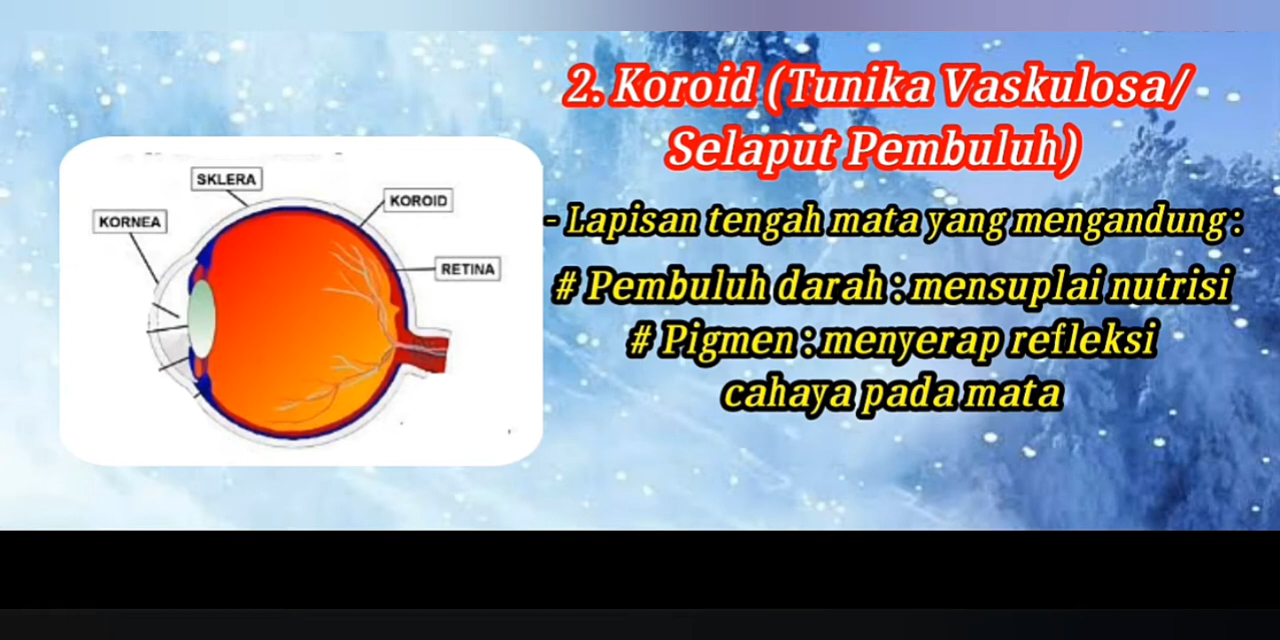 2. Koroid (Tunika Vaskulosa/
Selaput Pembuluh)
- Lapisan tengah mata yang mengandung :
# Pembuluh darah : mensuplai nutrisi
# Pigmen : menyerap refleksi
cahaya pada mata
SKLERA
KOROID
KORNEA
RETINA